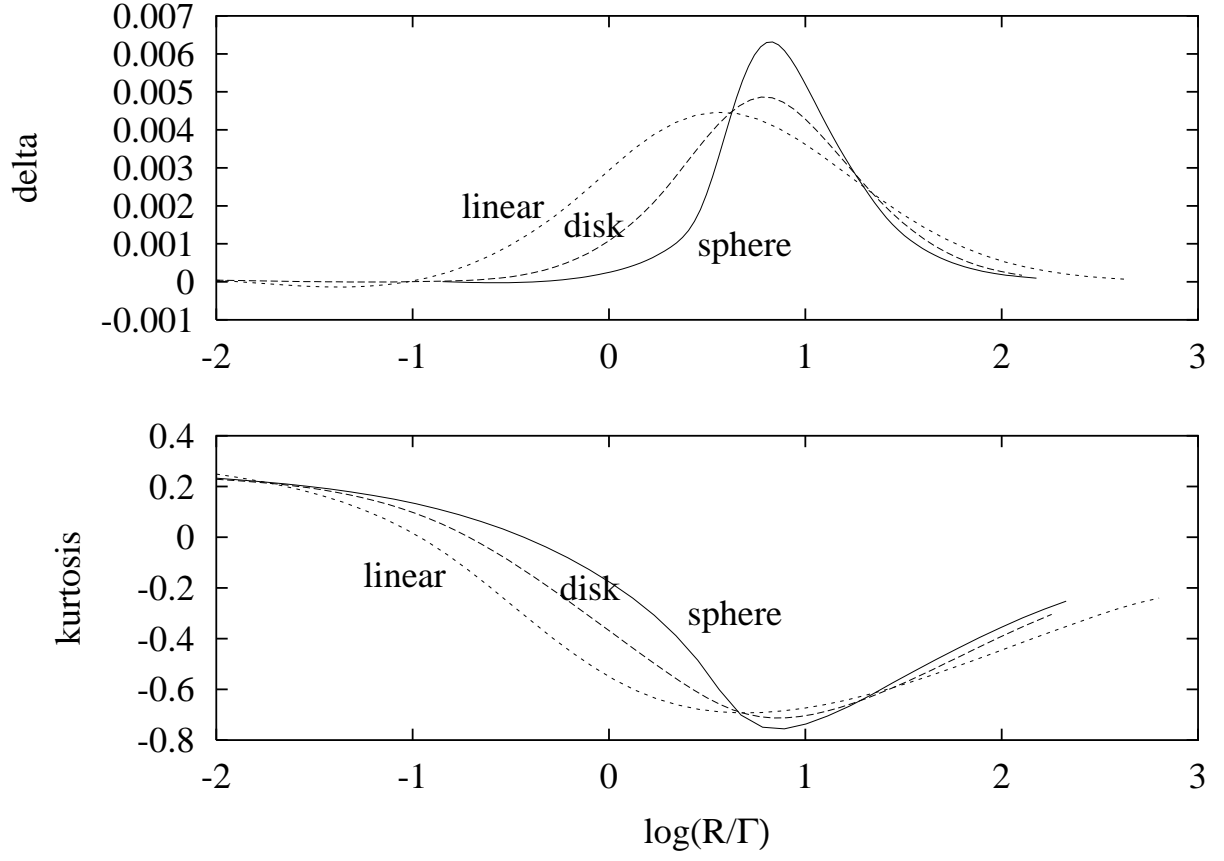 0.007
0.006
0.005
0.004
0.003
0.002
0.001
0
-0.001
delta
linear
disk
sphere
-2 -1 0 1 2 3
0.4
0.2
0
-0.2
-0.4
-0.6
-0.8
kurtosis
linear
disk
sphere
-2 -1 0 1 2 3
log(R/Γ)